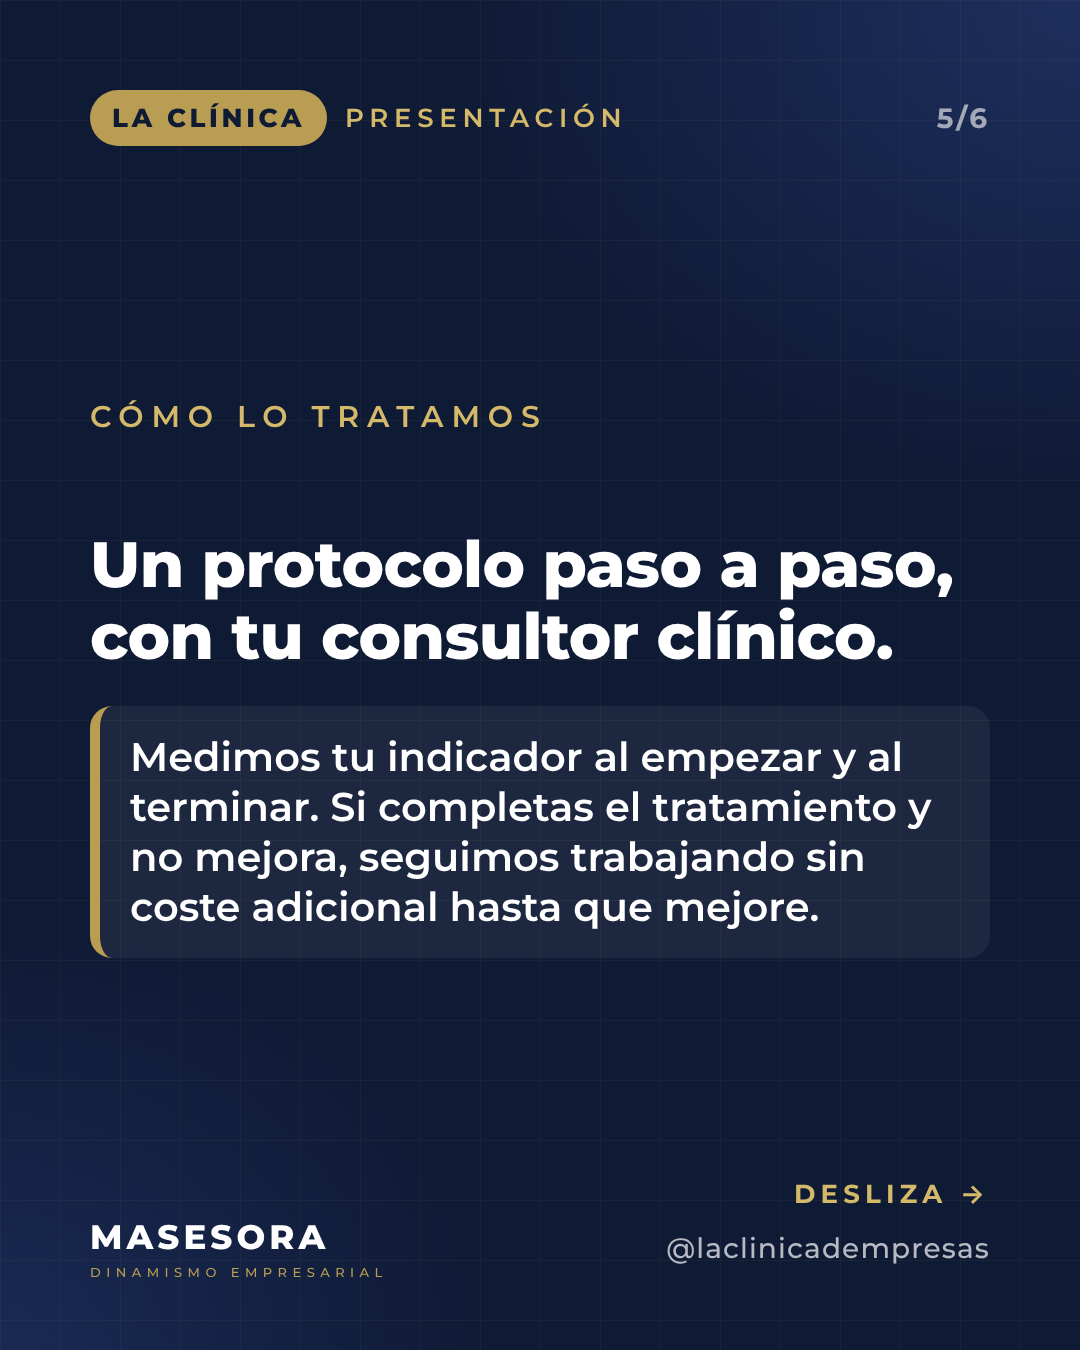 LA CLÍNICA PRESENTACIÓN 5/6
CÓMO LO TRATAMOS
Un protocolo paso a paso,
con tu consultor clínico.
Medimos tu indicador al empezar y al
terminar. Si completas el tratamiento y
no mejora, seguimos trabajando sin
coste adicional hasta que mejore.
DESLIZA →
MASESORA
DINAMISMO EMPRESARIAL
@laclinicadempresas